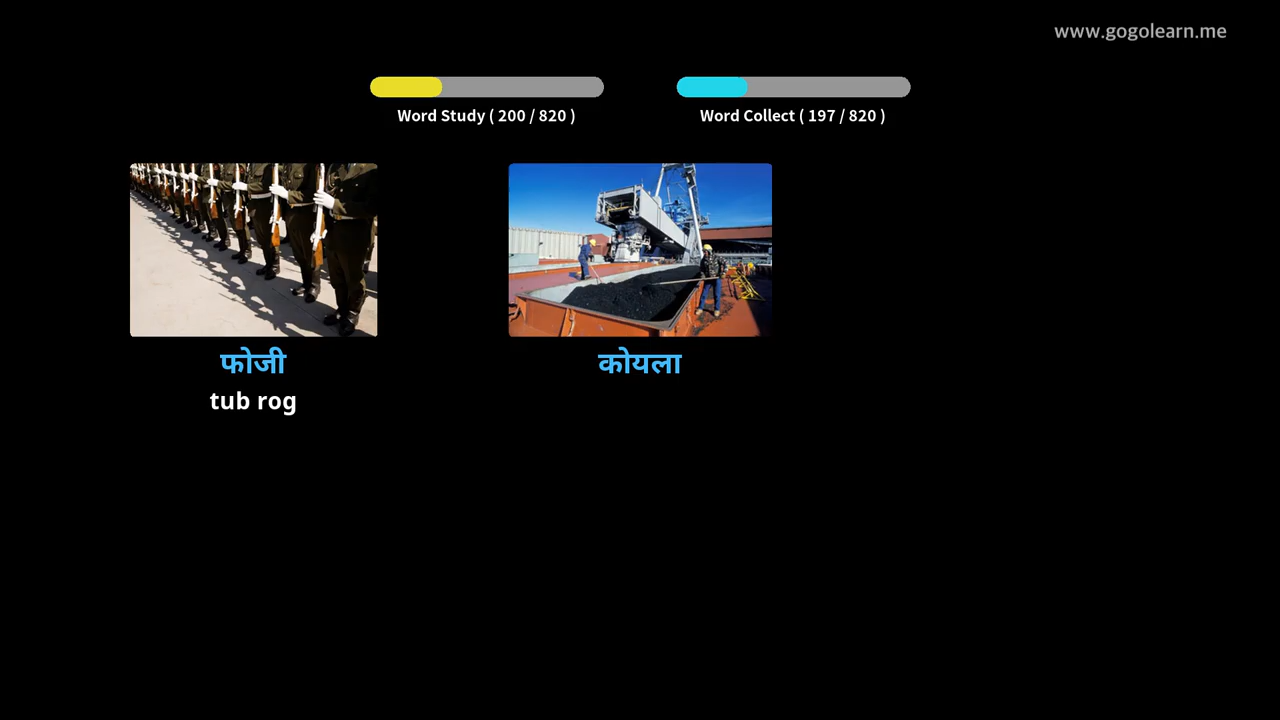 www.gogolearn.me
Word Study ( 200 / 820 )
Word Collect ( 197 / 820 )
फोजी
tub rog
कोयला